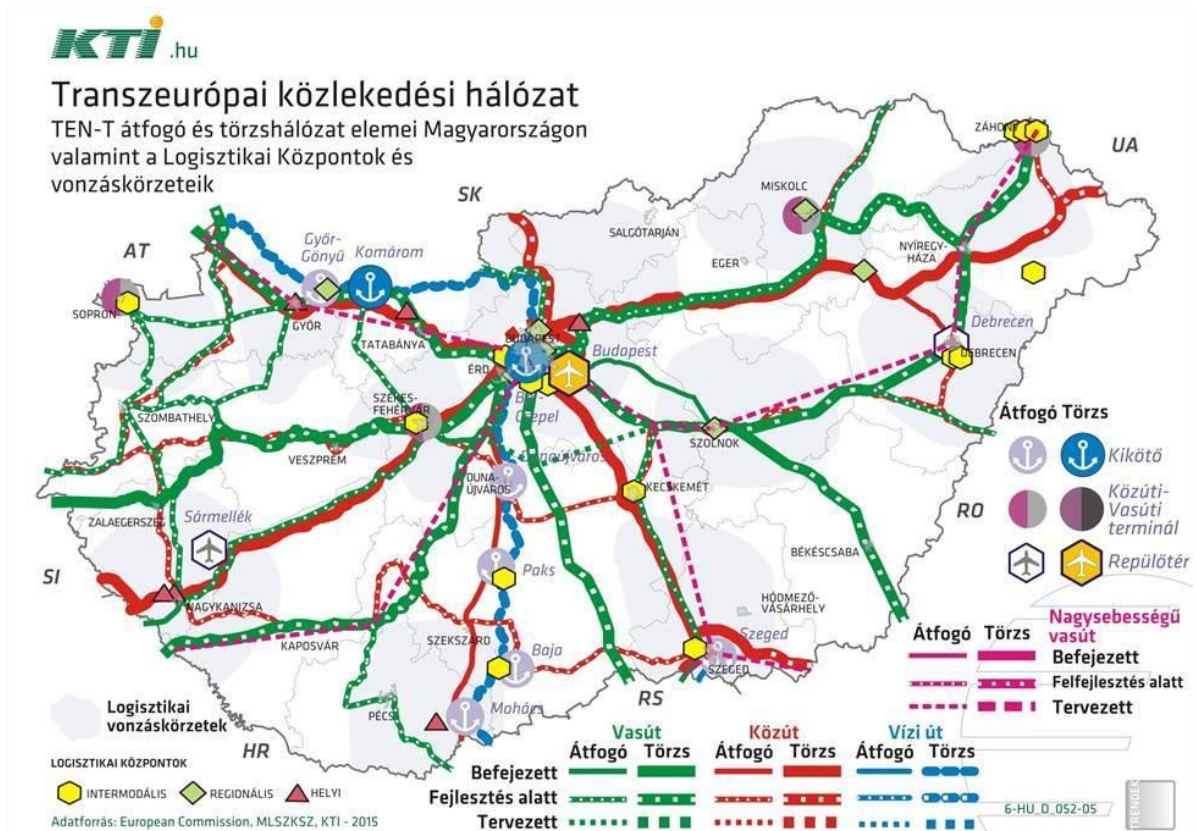 KTI.hu
Transzeurópai közlekedési hálózat
TEN-T átfogó és törzshálózat elemei Magyarországon
valamint a Logisztikai Központok és
vonzáskörzeteik
SK
UA
AT
ZÁHONY
MISKOLC
SALGÓTARJÁN
EGER
NYÍREGY-
HÁZA
Győr-
Gönyű
Komárom
SOPRON
GYŐR
TATABÁNYA
BUDAPEST
Budapest
ÉRD
Debrecen
DEBRECEN
SZÉKES-
FEHÉRVÁR
Csepel
SZOMBATHELY
VESZPRÉM
SZOLNOK
Dunaújváros
DUNA-
ÚJVÁROS
KECSKEMÉT
ZALAEGERSZEG
Sármellék
BÉKÉSCSABA
RO
SI
NAGYKANIZSA
Paks
HÓDMEZŐ-
VÁSÁRHELY
KAPOSVÁR
SZEKSZÁRD
Baja
Szeged
SZEGED
PÉCS
Mohács
HR
RS
Átfogó Törzs
Kikötő
Közúti-
Vasúti
terminál
Repülőtér
Nagysebességű
vasút
Átfogó Törzs
Befejezett
Felfejlesztés alatt
Tervezett
Logisztikai
vonzáskörzetek
LOGISZTIKAI KÖZPONTOK
INTERMODÁLIS REGIONÁLIS HELYI
Vasút Közút Vízi út
Átfogó Törzs Átfogó Törzs Átfogó Törzs
Befejezett
Fejlesztés alatt
Tervezett
Adatforrás: European Commission, MLSZKSZ, KTI - 2015
6-HU_D_052-05
TRENDEK